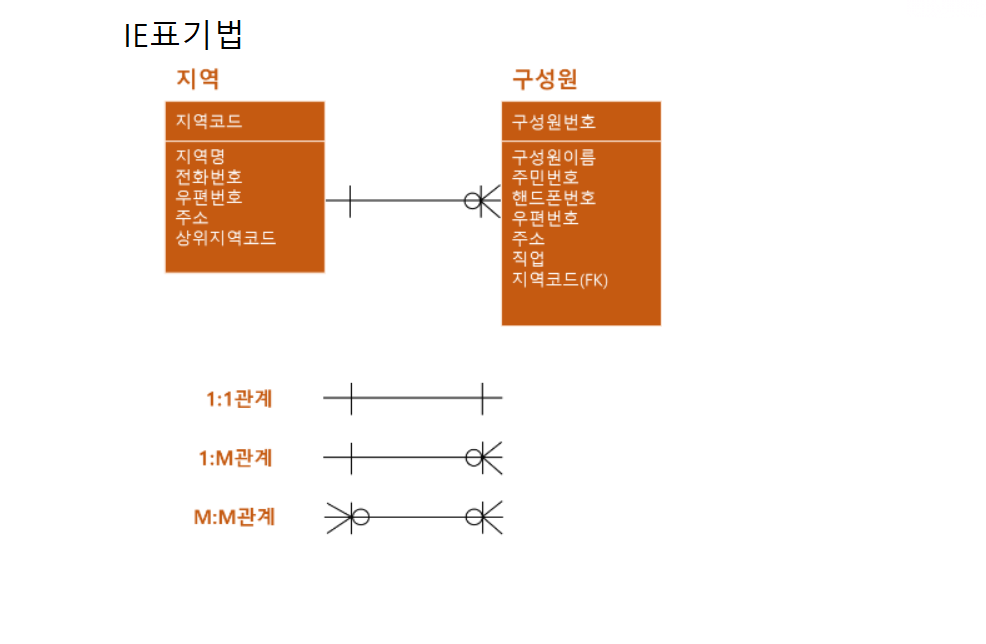 IE표기법
지역
지역코드
지역명
전화번호
우편번호
주소
상위지역코드
구성원
구성원번호
구성원이름
주민번호
핸드폰번호
우편번호
주소
직업
지역코드(FK)
1:1관계
1:M관계
M:M관계